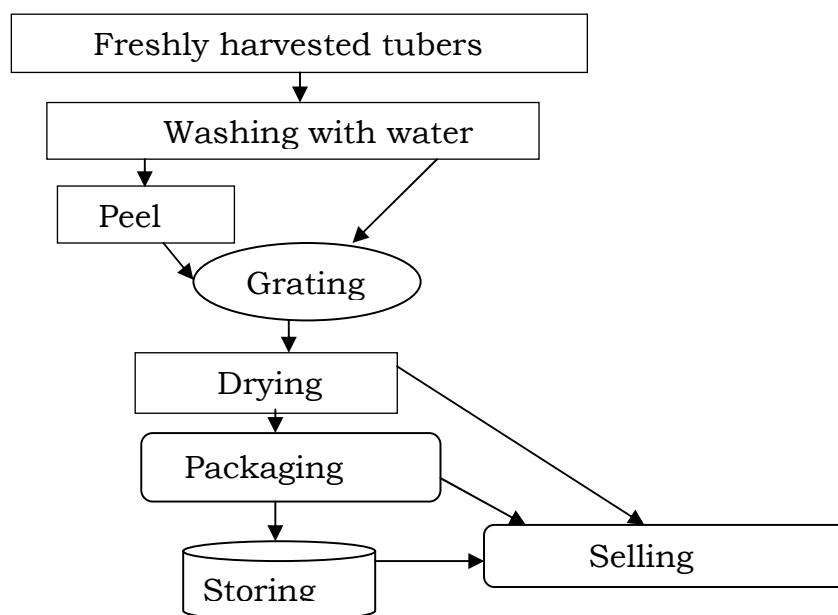 Freshly harvested tubers
Washing with water
Peel
Grating
Drying
Packaging
Storing
Selling